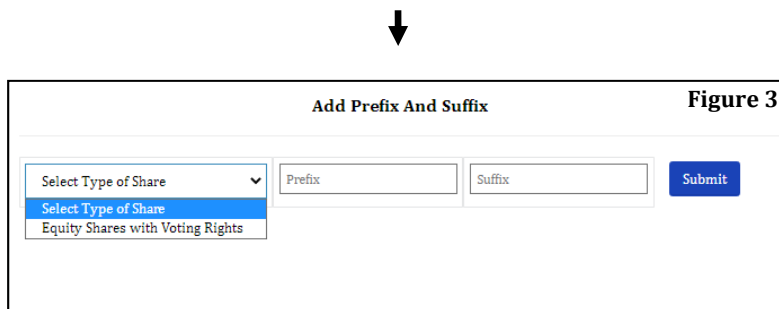 Add Prefix And Suffix
Figure 3
Select Type of Share
Prefix
Suffix
Submit
Select Type of Share
Equity Shares with Voting Rights